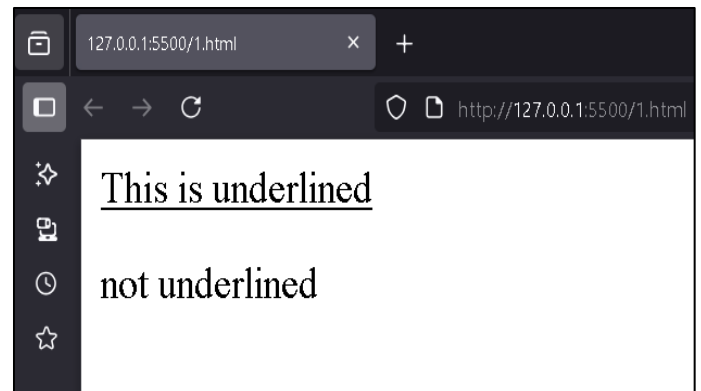 127.0.0.1:5500/1.html
http://127.0.0.1:5500/1.html
This is underlined
not underlined